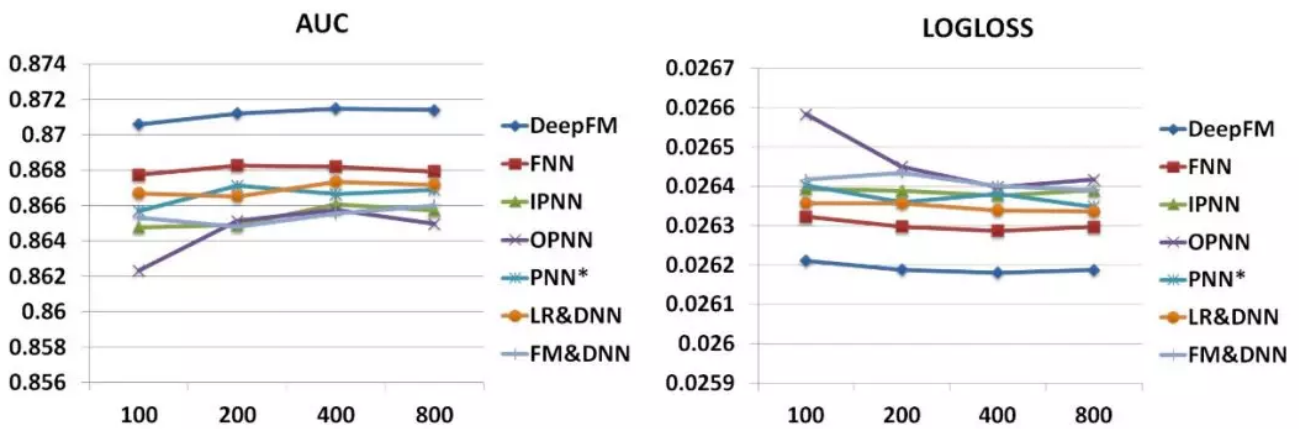 AUC
0.874
0.872
0.87
0.868
0.866
0.864
0.862
0.86
0.858
0.856
100 200 400 800
DeepFM
FNN
IPNN
OPNN
PNN*
LR&DNN
FM&DNN
LOGLOSS
0.0267
0.0266
0.0265
0.0264
0.0263
0.0262
0.0261
0.026
0.0259
100 200 400 800
DeepFM
FNN
IPNN
OPNN
PNN*
LR&DNN
FM&DNN